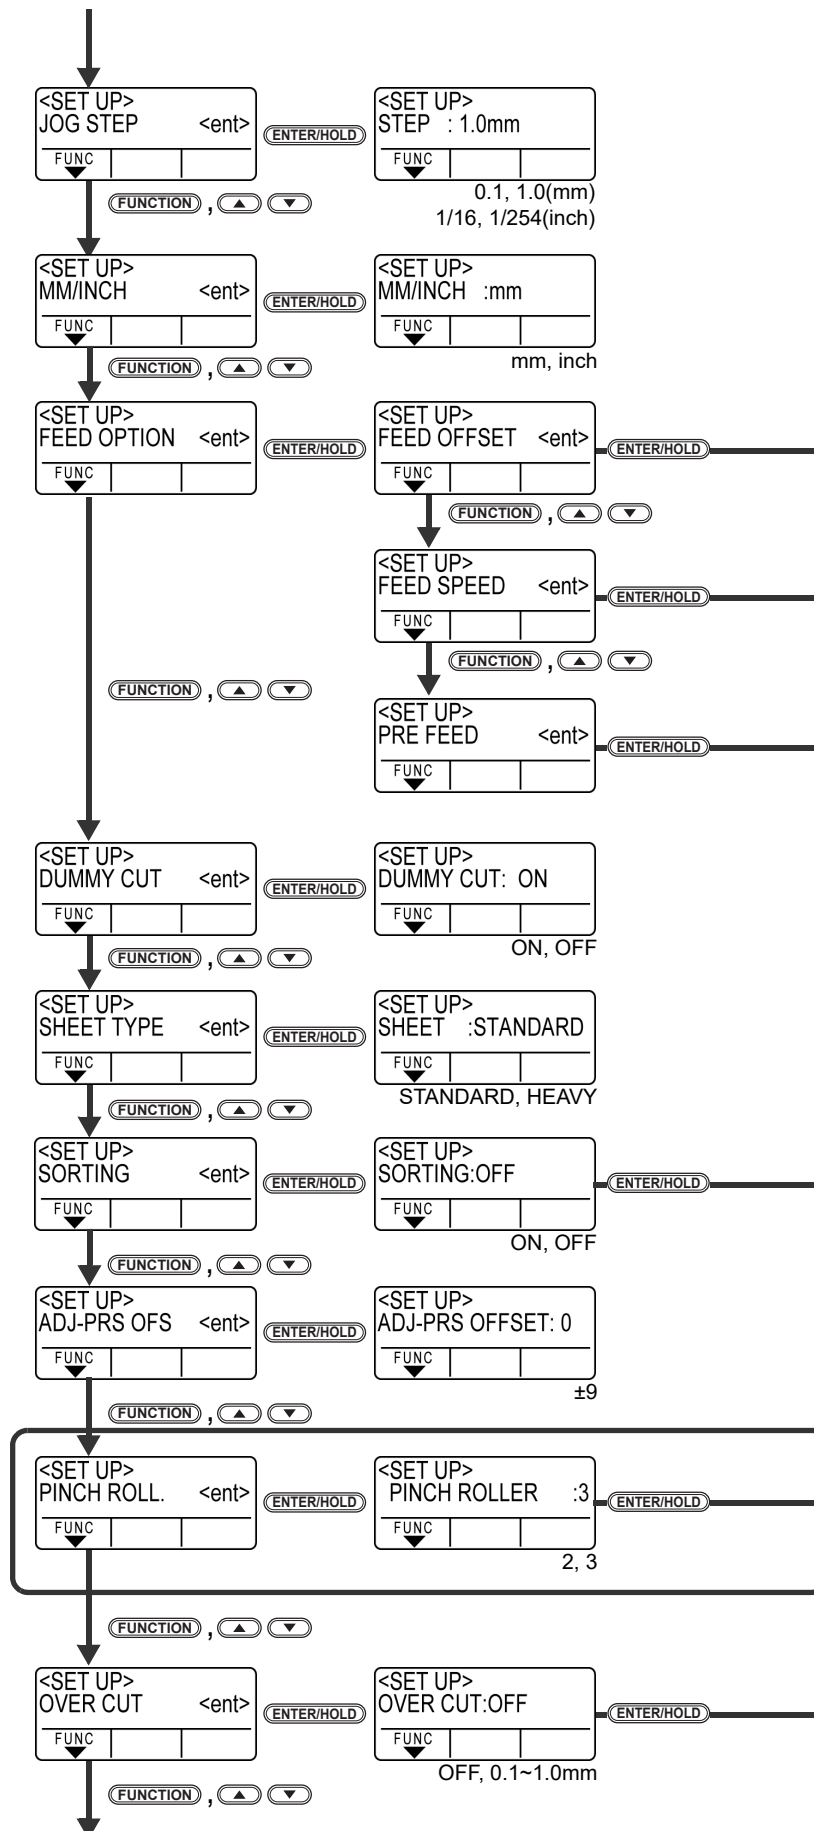 <SET UP>
JOG STEP <ent>
FUNC
ENTER/HOLD
<SET UP>
STEP : 1.0mm
FUNC
0.1, 1.0(mm)
1/16, 1/254(inch)
FUNCTION ,
<SET UP>
MM/INCH <ent>
FUNC
ENTER/HOLD
<SET UP>
MM/INCH :mm
FUNC
mm, inch
FUNCTION ,
<SET UP>
FEED OPTION <ent>
FUNC
ENTER/HOLD
<SET UP>
FEED OFFSET <ent>
FUNC
ENTER/HOLD
FUNCTION ,
<SET UP>
FEED SPEED <ent>
FUNC
ENTER/HOLD
FUNCTION ,
FUNCTION ,
<SET UP>
PRE FEED <ent>
FUNC
ENTER/HOLD
<SET UP>
DUMMY CUT <ent>
FUNC
ENTER/HOLD
<SET UP>
DUMMY CUT: ON
FUNC
ON, OFF
FUNCTION ,
<SET UP>
SHEET TYPE <ent>
FUNC
ENTER/HOLD
<SET UP>
SHEET :STANDARD
FUNC
STANDARD, HEAVY
FUNCTION ,
<SET UP>
SORTING <ent>
FUNC
ENTER/HOLD
<SET UP>
SORTING:OFF
FUNC
ENTER/HOLD
ON, OFF
FUNCTION ,
<SET UP>
ADJ-PRS OFS <ent>
FUNC
ENTER/HOLD
<SET UP>
ADJ-PRS OFFSET: 0
FUNC
±9
FUNCTION ,
<SET UP>
PINCH ROLL. <ent>
FUNC
ENTER/HOLD
<SET UP>
PINCH ROLLER :3
FUNC
ENTER/HOLD
2, 3
FUNCTION ,
<SET UP>
OVER CUT <ent>
FUNC
ENTER/HOLD
<SET UP>
OVER CUT:OFF
FUNC
ENTER/HOLD
OFF, 0.1~1.0mm
FUNCTION ,